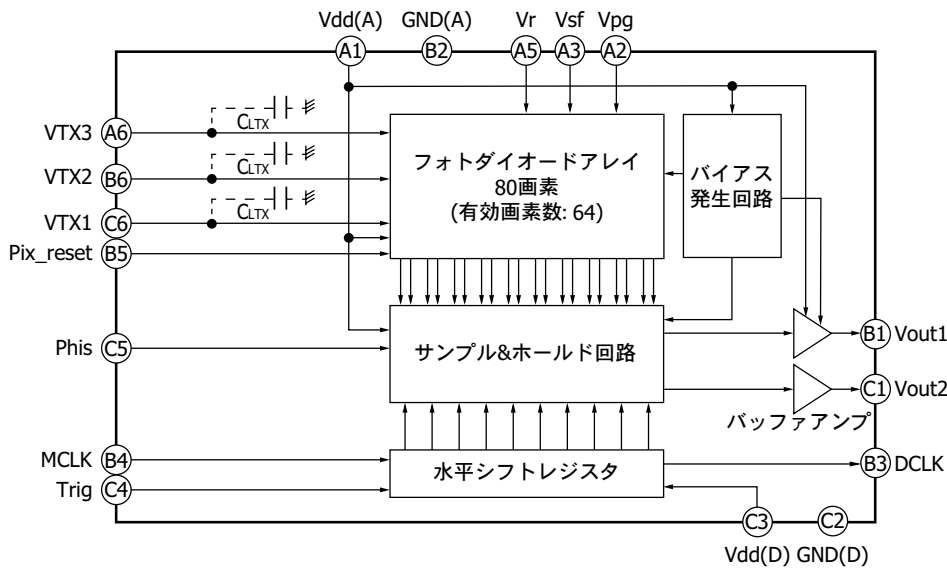 Vdd(A) GND(A) Vr Vsf Vpg
A1 B2 A5 A3 A2
CLTX
VTX3 A6
CLTX
VTX2 B6
CLTX
VTX1 C6
Pix_reset B5
フォトダイオードアレイ
80画素
(有効画素数: 64)
バイアス
発生回路
Phis C5
サンプル&ホールド回路
B1 Vout1
C1 Vout2
バッファアンプ
MCLK B4
Trig C4
水平シフトレジスタ
B3 DCLK
C3 C2
Vdd(D) GND(D)